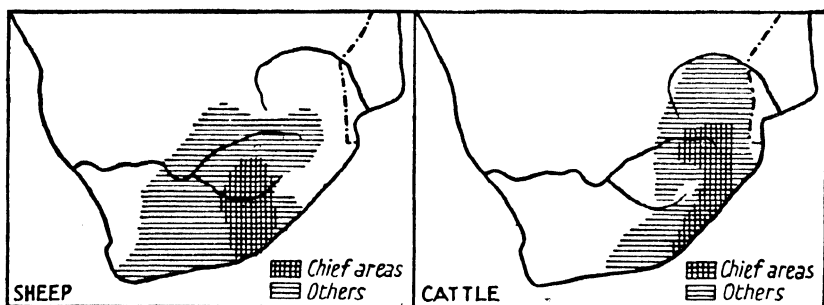 Chief areas
Others
SHEEP
Chief areas
Others
CATTLE